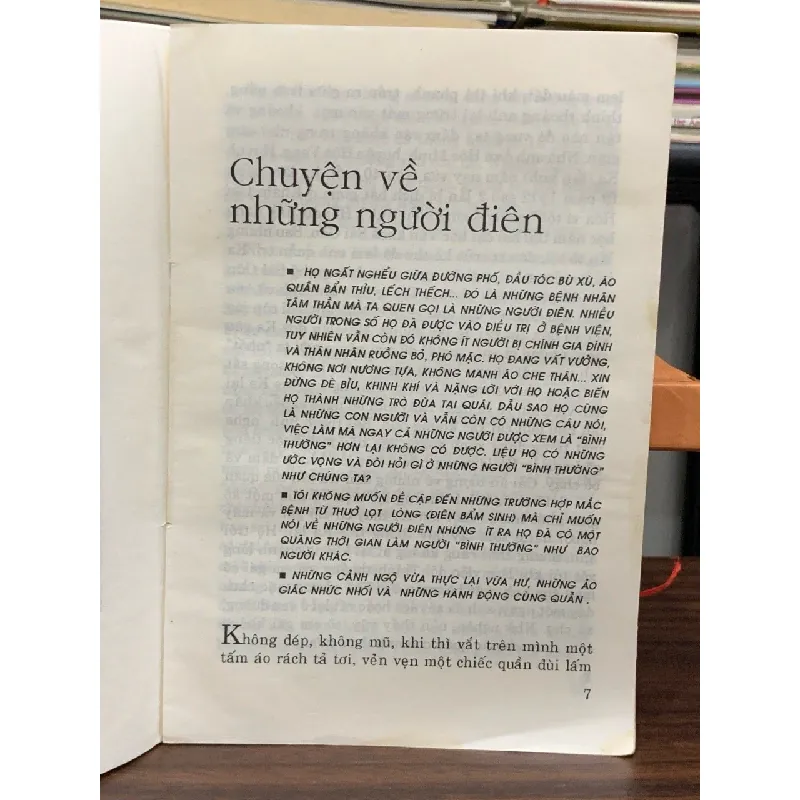 Chuyện về
những người điên
■ HỌ NGẤT NGHỂU GIỮA ĐƯỜNG PHỐ, ĐẦU TÓC BÙ XÙ, ÁO
QUẦN BẨN THỈU, LẾCH THẾCH... ĐÓ LÀ NHỮNG BỆNH NHÂN
TÂM THẦN MÀ TA QUEN GỌI LÀ NHỮNG NGƯỜI ĐIÊN. NHIỀU
NGƯỜI TRONG SỐ HỌ ĐÃ ĐƯỢC VÀO ĐIỀU TRỊ Ở BỆNH VIỆN,
TUY NHIÊN VẪN CÒN ĐÓ KHÔNG ÍT NGƯỜI BỊ CHÍNH GIA ĐÌNH
VÀ THÂN NHÂN RUỒNG BỎ, PHÓ MẶC. HỌ ĐANG VẤT VƯỞNG,
KHÔNG NƠI NƯƠNG TỰA, KHÔNG MANH ÁO CHE THÂN... XIN
ĐỪNG DÈ BỈU, KHINH KHI VÀ NẶNG LỜI VỚI HỌ HOẶC BIẾN
HỌ THÀNH NHỮNG TRÒ ĐÙA TAI QUÁI. DẪU SAO HỌ CŨNG
LÀ NHỮNG CON NGƯỜI VÀ VẪN CÒN CÓ NHỮNG CÂU NÓI,
VIỆC LÀM MÀ NGAY CẢ NHỮNG NGƯỜI ĐƯỢC XEM LÀ “BÌNH
THƯỜNG” HƠN LẠI KHÔNG CÓ ĐƯỢC. LIỆU HỌ CÓ NHỮNG
ƯỚC VỌNG VÀ ĐÒI HỎI GÌ Ở NHỮNG NGƯỜI “BÌNH THƯỜNG”
NHƯ CHÚNG TA?
■ TÔI KHÔNG MUỐN ĐỀ CẬP ĐẾN NHỮNG TRƯỜNG HỢP MẮC
BỆNH TỪ THUỞ LỌT LÒNG (ĐIÊN BẨM SINH) MÀ CHỈ MUỐN
NÓI VỀ NHỮNG NGƯỜI ĐIÊN NHƯNG ÍT RA HỌ ĐÃ CÓ MỘT
QUÃNG THỜI GIAN LÀM NGƯỜI “BÌNH THƯỜNG” NHƯ BAO
NGƯỜI KHÁC.
■ NHỮNG CẢNH NGỘ VỪA THỰC LẠI VỪA HƯ, NHỮNG ẢO
GIÁC NHỨC NHỐI VÀ NHỮNG HÀNH ĐỘNG CÙNG QUẨN .
Không dép, không mũ, khi thì vất trên mình một
tấm áo rách tả tơi, vẻn vẹn một chiếc quần đùi lấm
7